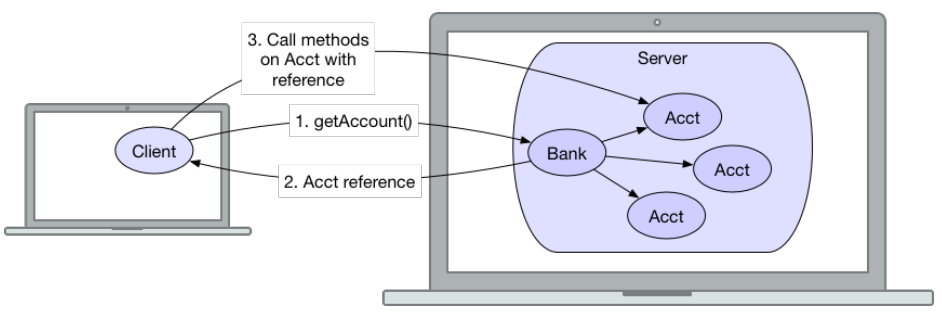 3. Call methods
on Acct with
reference
Server
Acct
1. getAccount()
Client
Bank
Acct
2. Acct reference
Acct